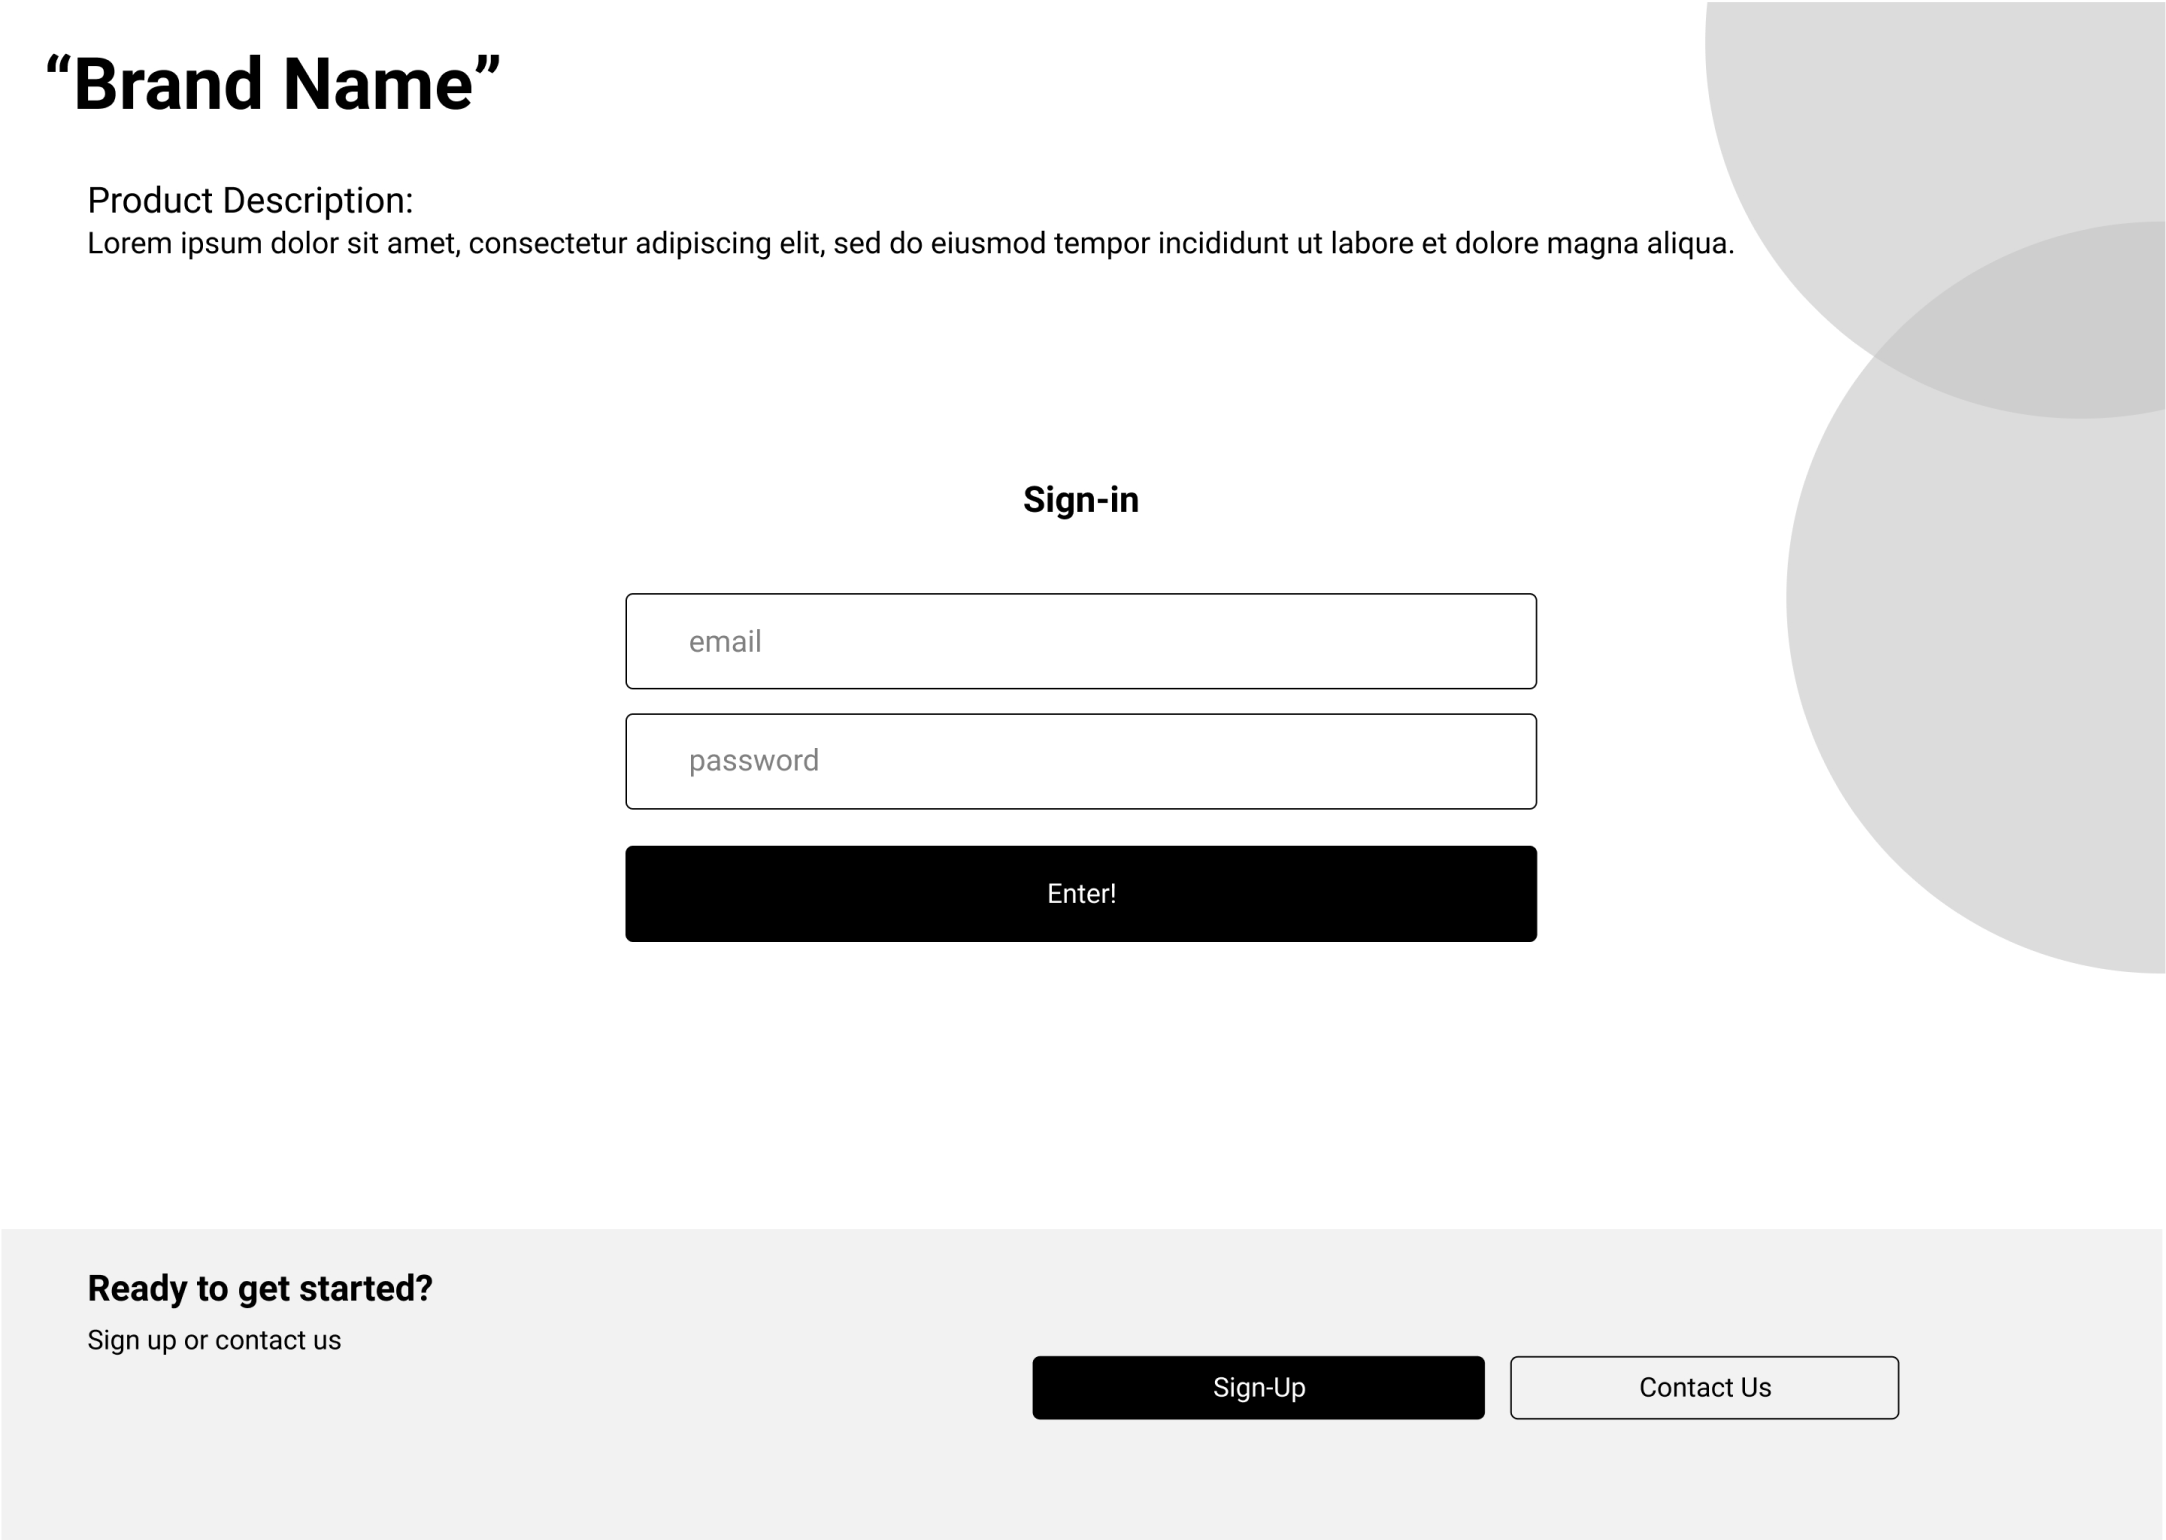 “Brand Name”
Product Description:
Lorem ipsum dolor sit amet, consectetur adipiscing elit, sed do eiusmod tempor incididunt ut labore et dolore magna aliqua.
Sign-in
email
password
Enter!
Ready to get started?
Sign up or contact us
Sign-Up
Contact Us